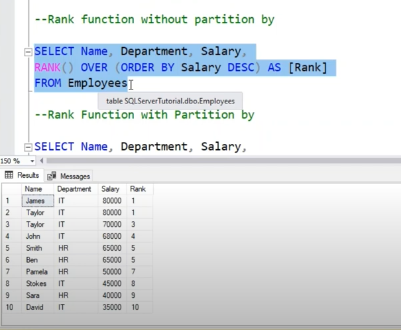 --Rank function without partition by
SELECT Name, Department, Salary,
RANK() OVER (ORDER BY Salary DESC) AS [Rank]
FROM Employees
table SQLServerTutorial.dbo.Employees
--Rank Function with Partition by
SELECT Name, Department, Salary,
150 %
Results Messages
Name Department Salary Rank
1 James IT 80000 1
2 Taylor IT 80000 1
3 Taylor IT 70000 3
4 John IT 68000 4
5 Smith HR 65000 5
6 Ben HR 65000 5
7 Pamela HR 50000 7
8 Stokes IT 45000 8
9 Sara HR 40000 9
10 David IT 35000 10